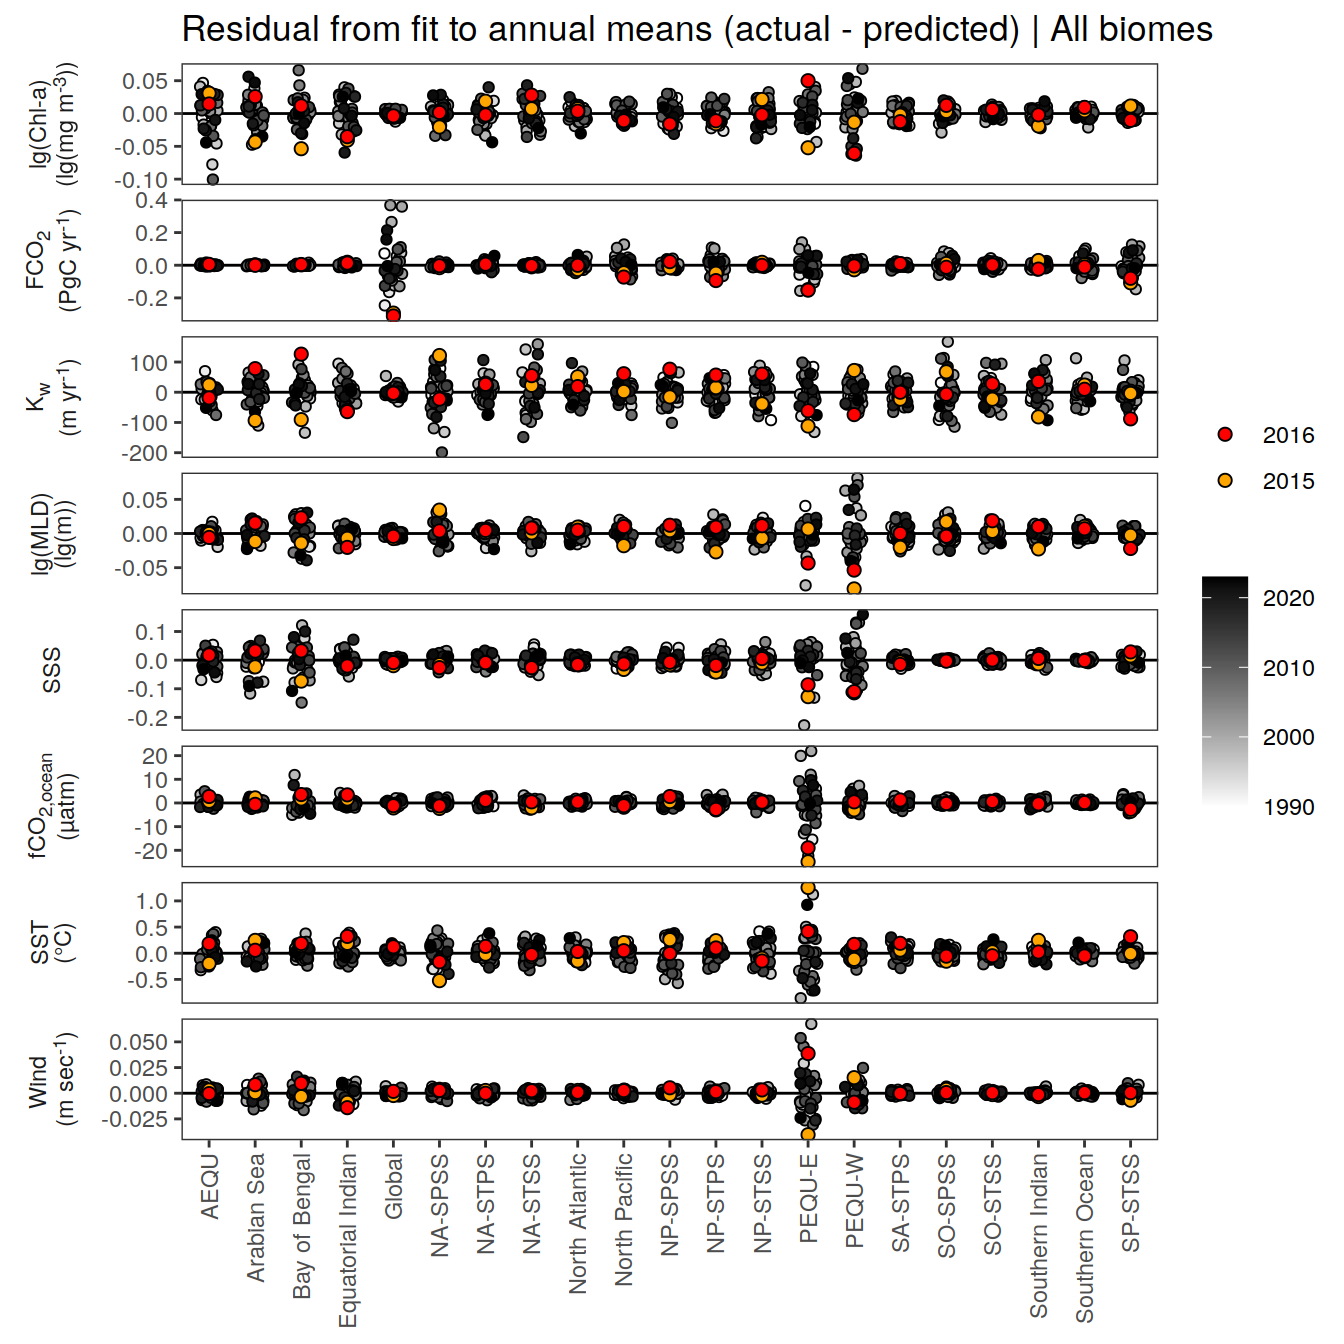 Residual from fit to annual means (actual - predicted) | All biomes
lg(Chl-a)
(lg(mg m⁻³))
0.05
0.00
-0.05
-0.10
FCO₂
(PgC yr⁻¹)
0.4
0.2
0.0
-0.2
K_w
(m yr⁻¹)
100
0
-100
-200
lg(MLD)
(lg(m))
0.05
0.00
-0.05
SSS
0.1
0.0
-0.1
-0.2
fCO₂,ocean
(µatm)
20
10
0
-10
-20
SST
(°C)
1.0
0.5
0.0
-0.5
Wind
(m sec⁻¹)
0.050
0.025
0.000
-0.025
AEQU
Arabian Sea
Bay of Bengal
Equatorial Indian
Global
NA-SPSS
NA-STPS
NA-STSS
North Atlantic
North Pacific
NP-SPSS
NP-STPS
NP-STSS
PEQU-E
PEQU-W
SA-STPS
SO-SPSS
SO-STSS
Southern Indian
Southern Ocean
SP-STSS
2016
2015
2020
2010
2000
1990